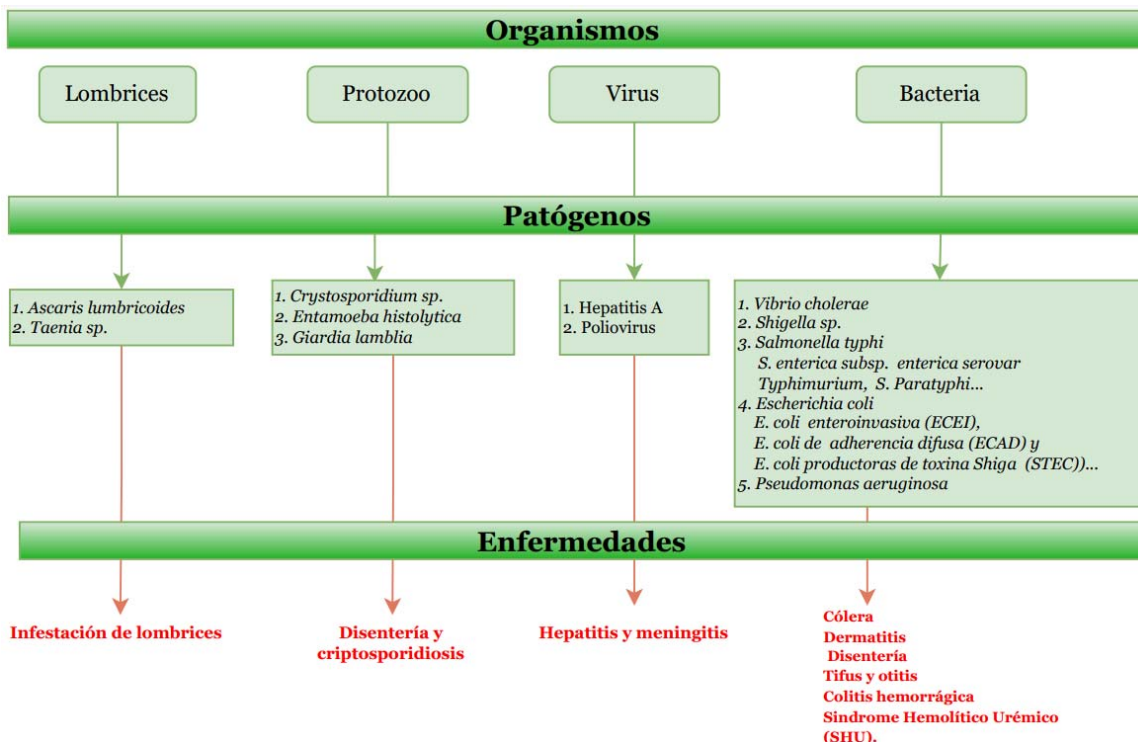 Organismos
Lombrices
Protozoo
Virus
Bacteria
Patógenos
1. Ascaris lumbricoides
2. Taenia sp.
1. Crystosporidium sp.
2. Entamoeba histolytica
3. Giardia lamblia
1. Hepatitis A
2. Poliovirus
1. Vibrio cholerae
2. Shigella sp.
3. Salmonella typhi
S. enterica subsp. enterica serovar
Typhimurium, S. Paratyphi...
4. Escherichia coli
E. coli enteroinvasiva (ECEI),
E. coli de adherencia difusa (ECAD) y
E. coli productoras de toxina Shiga (STEC))...
5. Pseudomonas aeruginosa
Enfermedades
Infestación de lombrices
Disentería y
criptosporidiosis
Hepatitis y meningitis
Cólera
Dermatitis
Disentería
Tifus y otitis
Colitis hemorrágica
Sindrome Hemolítico Urémico
(SHU).